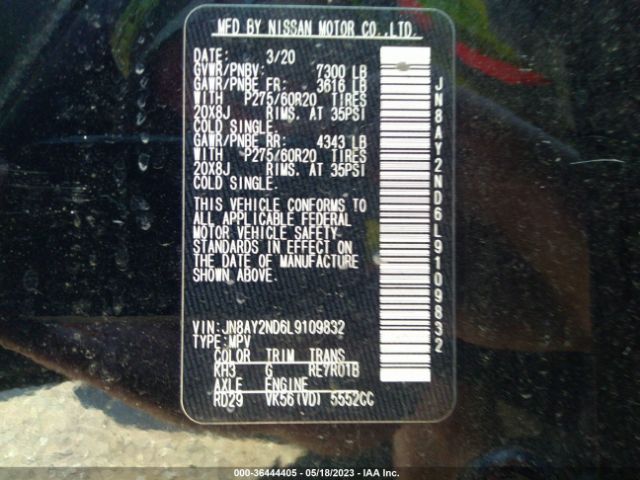 MFD BY NISSAN MOTOR CO.,LTD.
DATE: 3/20
GVWR/PNBV: 7300 LB
GAWR/PNBE FR: 3616 LB
WITH P275/60R20 TIRES
20X8J RIMS. AT 35PSI
COLD SINGLE.
GAWR/PNBE RR: 4343 LB
WITH P275/60R20 TIRES
20X8J RIMS. AT 35PSI
COLD SINGLE.
THIS VEHICLE CONFORMS TO
ALL APPLICABLE FEDERAL
MOTOR VEHICLE SAFETY
STANDARDS IN EFFECT ON
THE DATE OF MANUFACTURE
SHOWN ABOVE.
VIN:JN8AY2ND6L9109832
TYPE:MPV
COLOR TRIM TRANS
KH3 G RE7R01B
AXLE ENGINE
RD29 VK56(VD) 5552CC
JN8AY2ND6L9109832
000-36444405 - 05/18/2023 - IAA Inc.